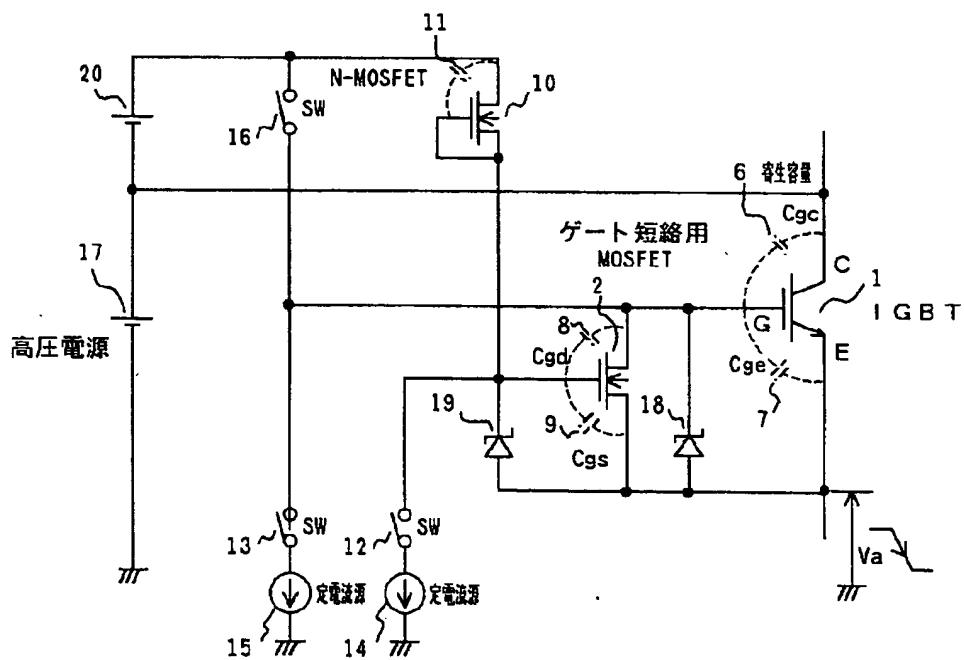 11
N-MOSFET
10
20
SW
16
6 寄生容量
Cgc
ゲート短絡用
MOSFET
17
高圧電源
2
C
1
IGBT
G
E
8
Cgd
Cge
7
19
9
Cgs
18
13
SW
12
SW
Va
定電流源
定電流源
15
14